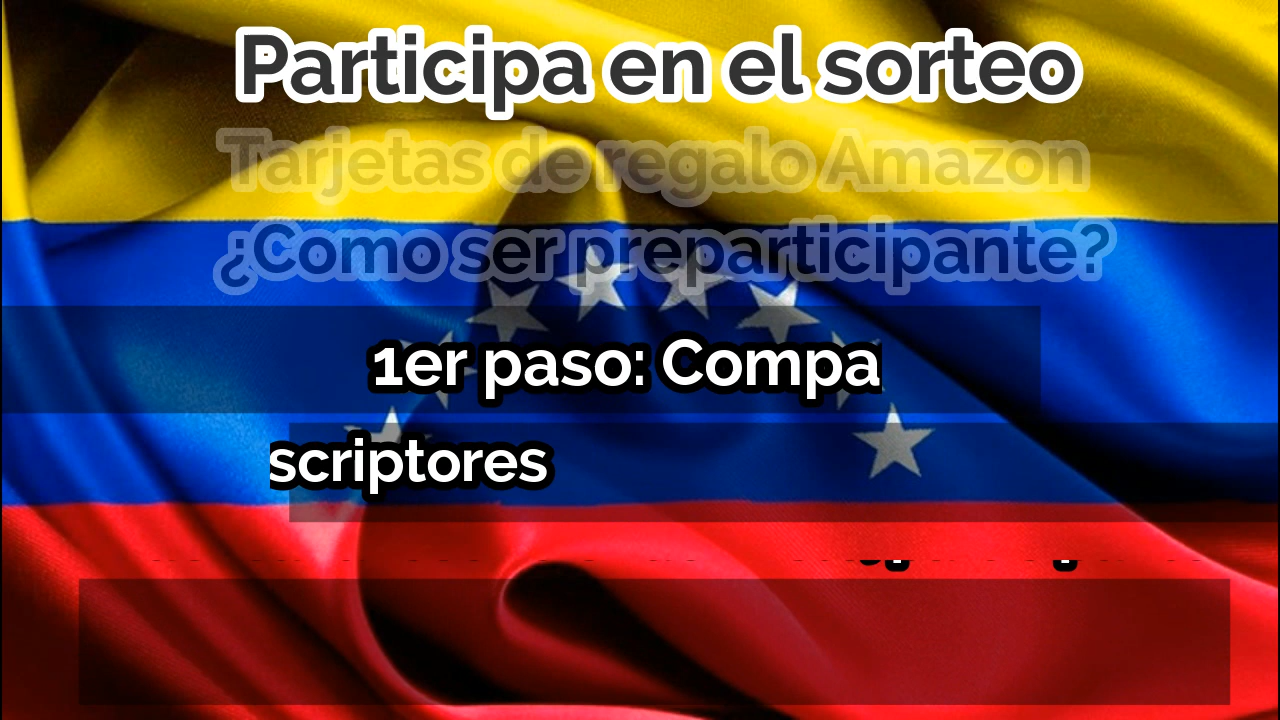 Participa en el sorteo
Tarjetas de regalo Amazon
¿Como ser preparticipante?
1er paso: Compa
scriptores